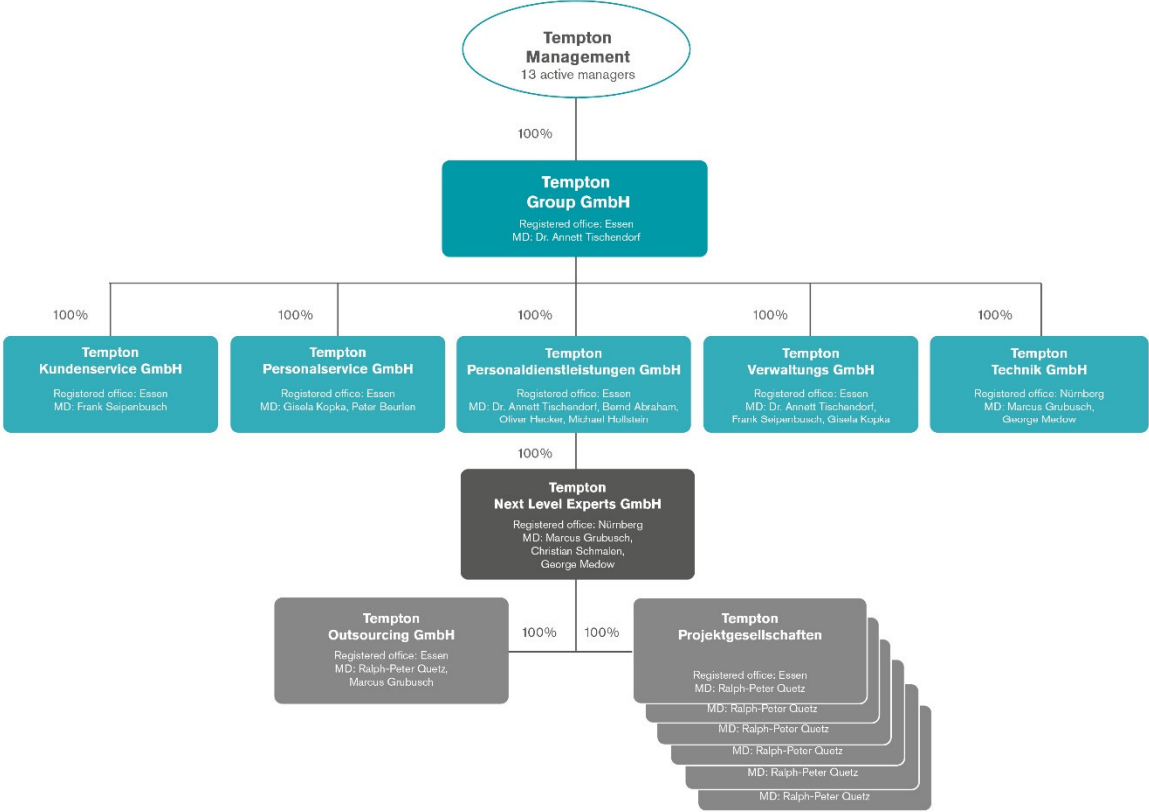 Tempton
Management
13 active managers
100%
Tempton
Group GmbH
Registered office: Essen
MD: Dr. Annett Tischendorf
100%
100%
100%
100%
100%
Tempton
Kundenservice GmbH
Registered office: Essen
MD: Frank Seipenbusch
Tempton
Personalservice GmbH
Registered office: Essen
MD: Gisela Kopka, Peter Beurlen
Tempton
Personaldienstleistungen GmbH
Registered office: Essen
MD: Dr. Annett Tischendorf, Bernd Abraham,
Oliver Hecker, Michael Hollstein
Tempton
Verwaltungs GmbH
Registered office: Essen
MD: Dr. Annett Tischendorf,
Frank Seipenbusch, Gisela Kopka
Tempton
Technik GmbH
Registered office: Nürnberg
MD: Marcus Grubusch,
George Medow
100%
Tempton
Next Level Experts GmbH
Registered office: Nürnberg
MD: Marcus Grubusch,
Christian Schmalen,
George Medow
Tempton
Outsourcing GmbH
Registered office: Essen
MD: Ralph-Peter Quetz,
Marcus Grubusch
100%
100%
Tempton
Projektgesellschaften
Registered office: Essen
MD: Ralph-Peter Quetz
MD: Ralph-Peter Quetz
MD: Ralph-Peter Quetz
MD: Ralph-Peter Quetz
MD: Ralph-Peter Quetz
MD: Ralph-Peter Quetz